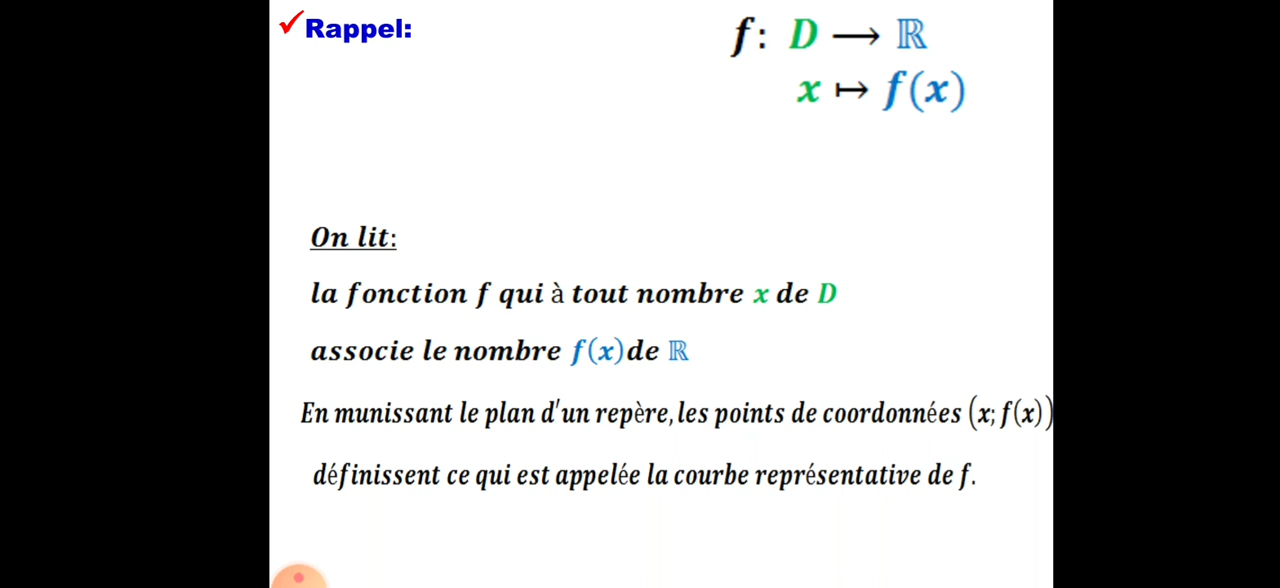 Rappel:
f: D ⟶ ℝ
x ↦ f(x)
On lit:
la fonction f qui à tout nombre x de D
associe le nombre f(x)de ℝ
En munissant le plan d'un repère, les points de coordonnées (x; f(x))
définissent ce qui est appelée la courbe représentative de f.